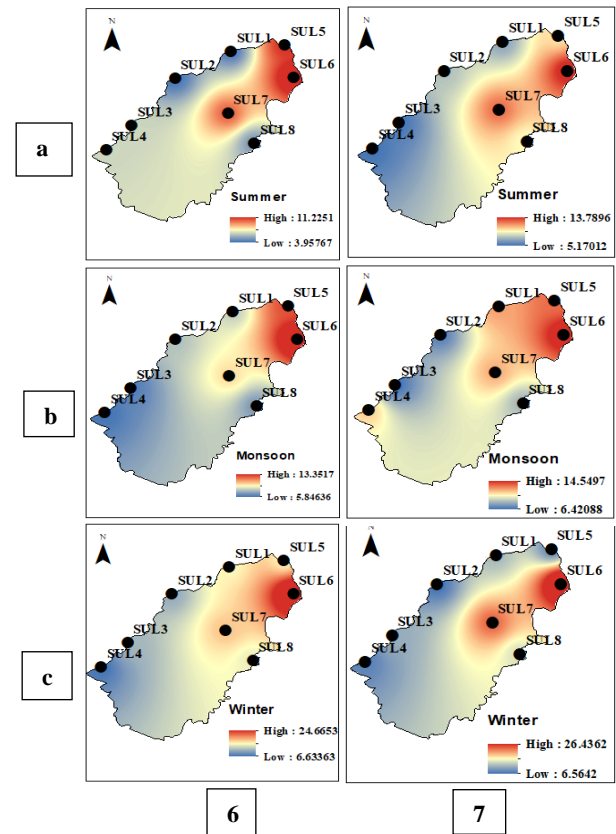 a
N
SUL1
SUL5
SUL2
SUL6
SUL7
SUL3
SUL4
SUL8
Summer
High : 11.2251
Low : 3.95767
N
SUL5
SUL1
SUL2
SUL6
SUL7
SUL3
SUL4
SUL8
Summer
High : 13.7896
Low : 5.17012
b
N
SUL5
SUL1
SUL2
SUL6
SUL7
SUL3
SUL4
SUL8
Monsoon
High : 13.3517
Low : 5.84636
N
SUL5
SUL1
SUL2
SUL6
SUL7
SUL3
SUL4
SUL8
Monsoon
High : 14.5497
Low : 6.42088
c
N
SUL5
SUL1
SUL2
SUL6
SUL7
SUL3
SUL4
SUL8
Winter
High : 24.6653
Low : 6.63363
N
SUL5
SUL1
SUL2
SUL6
SUL7
SUL3
SUL4
SUL8
Winter
High : 26.4362
Low : 6.5642
6
7